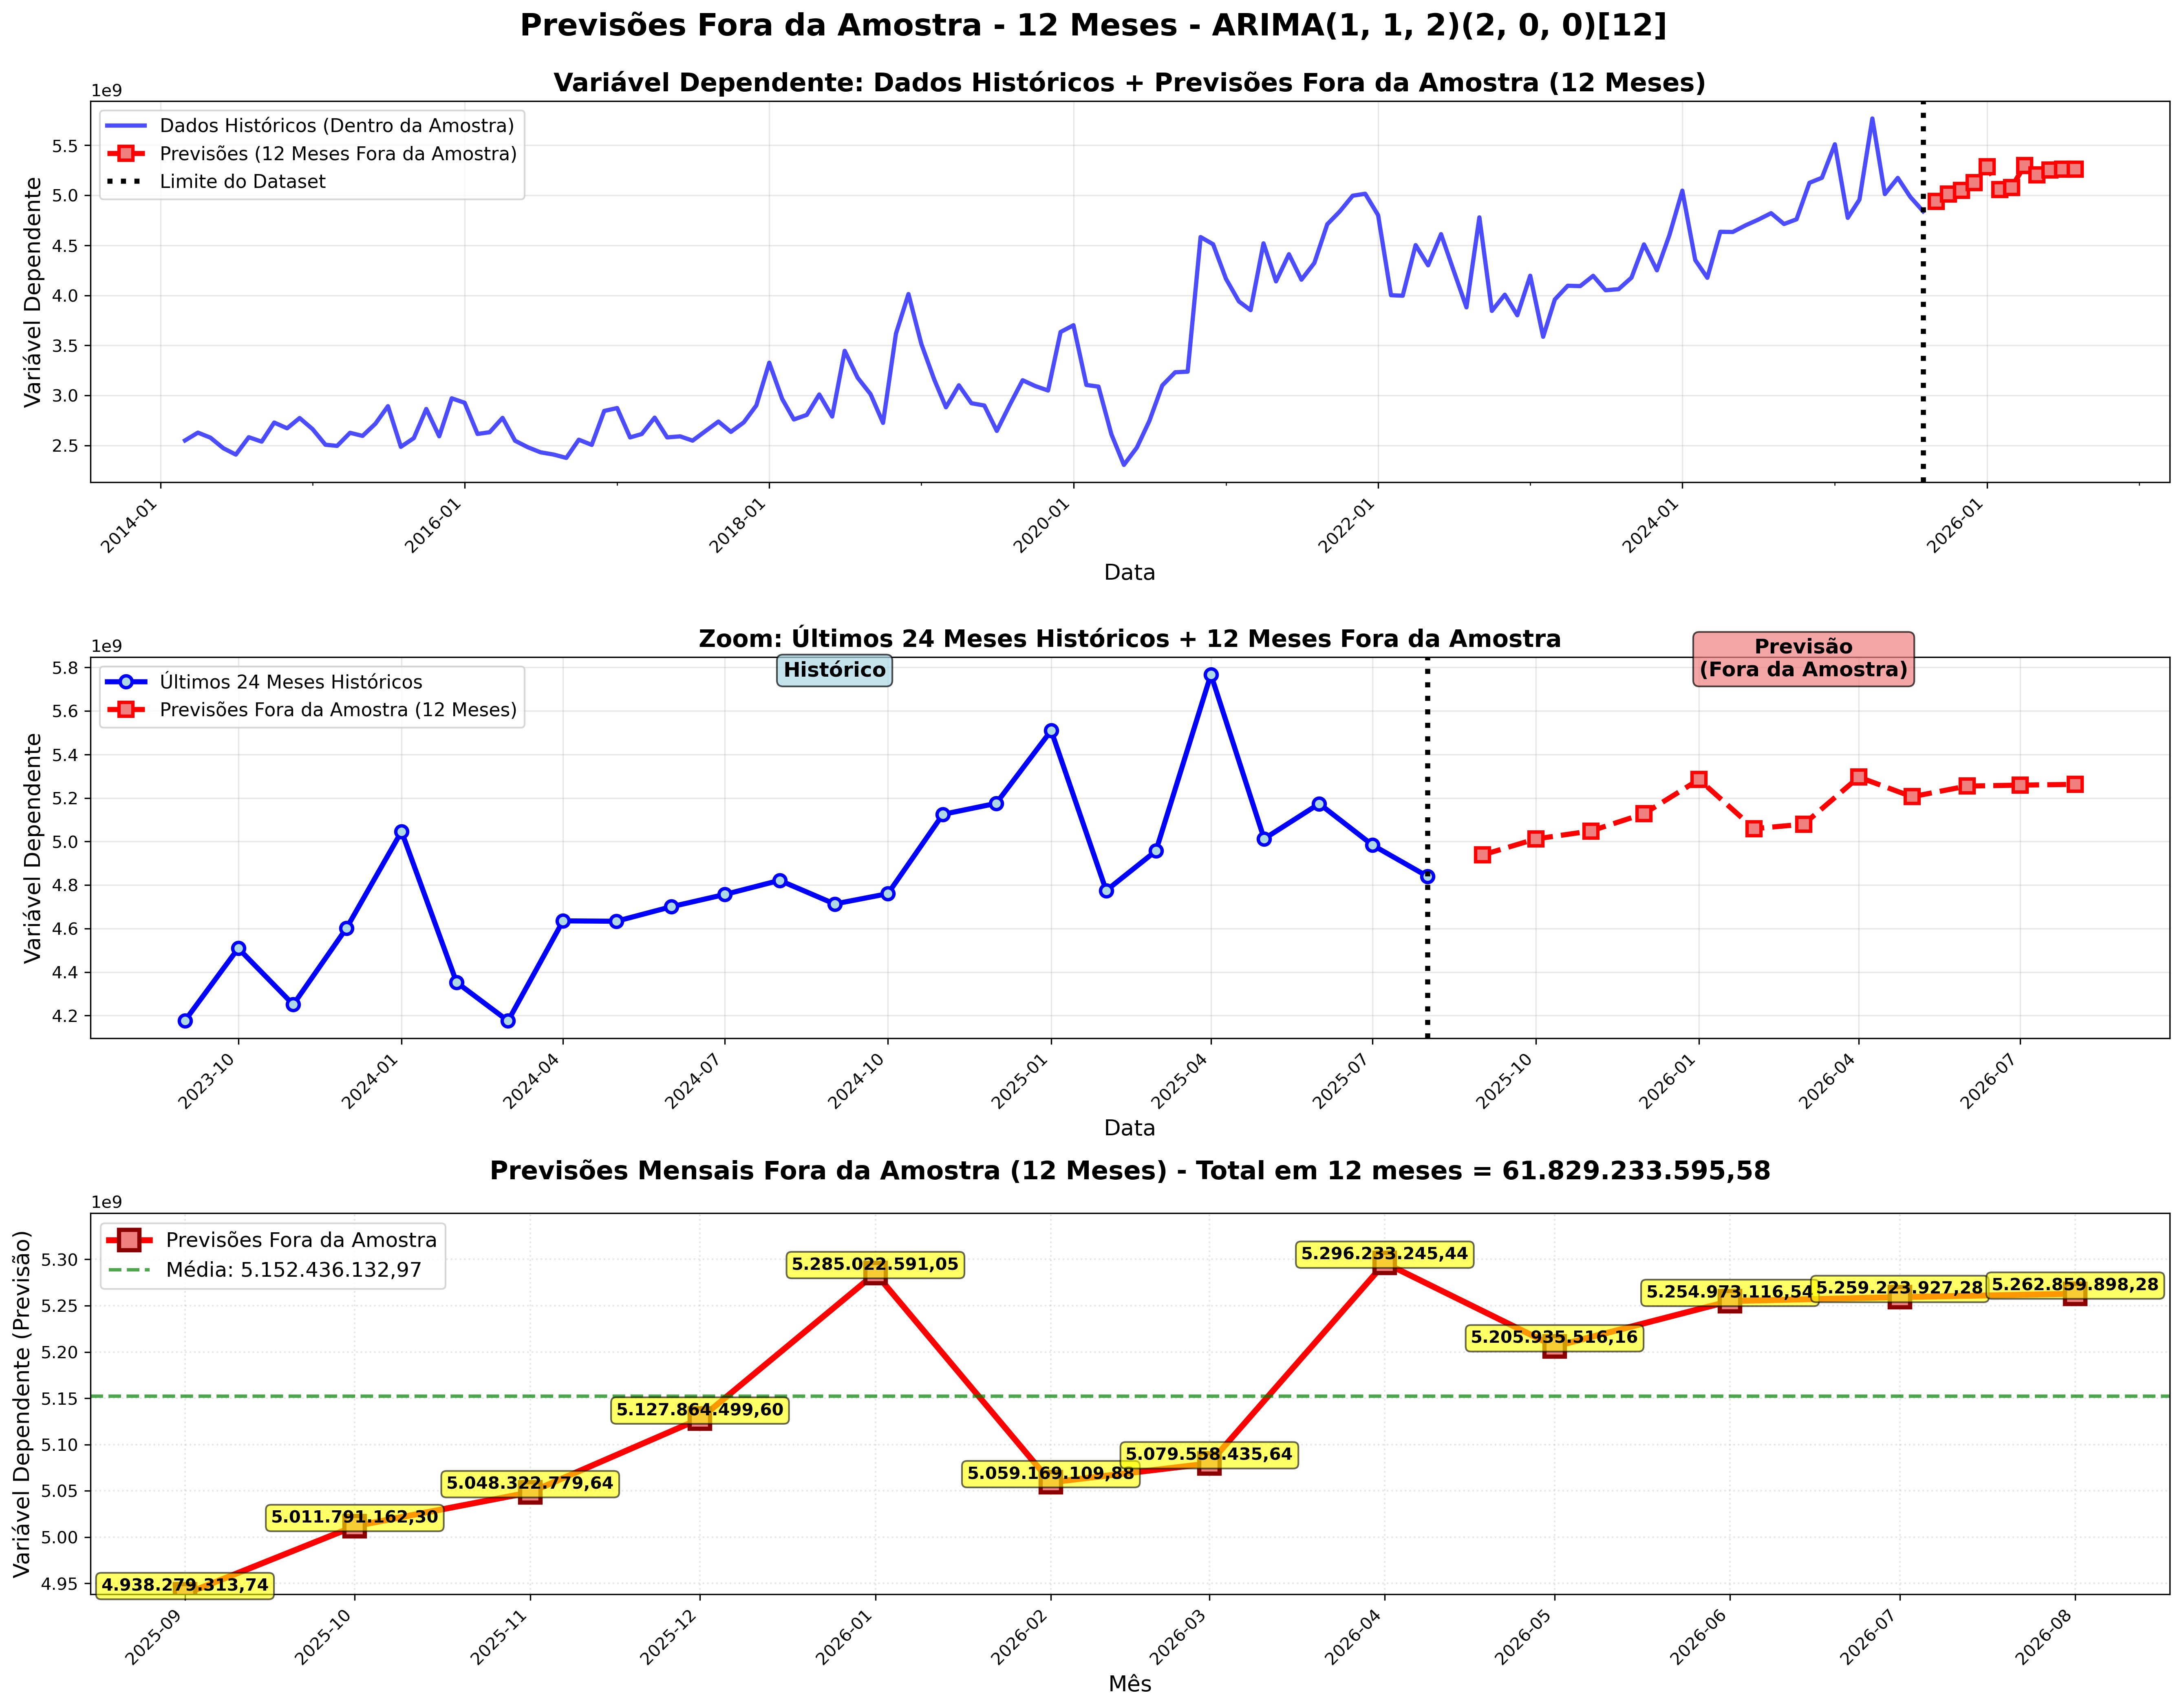 Previsões Fora da Amostra - 12 Meses - ARIMA(1, 1, 2)(2, 0, 0)[12]
Variável Dependente: Dados Históricos + Previsões Fora da Amostra (12 Meses)
1e9
Dados Históricos (Dentro da Amostra)
Previsões (12 Meses Fora da Amostra)
Limite do Dataset
Variável Dependente
5.5
5.0
4.5
4.0
3.5
3.0
2.5
2014-01
2016-01
2018-01
2020-01
2022-01
2024-01
2026-01
Data
Zoom: Últimos 24 Meses Históricos + 12 Meses Fora da Amostra
1e9
Últimos 24 Meses Históricos
Previsões Fora da Amostra (12 Meses)
Histórico
Previsão
(Fora da Amostra)
Variável Dependente
5.8
5.6
5.4
5.2
5.0
4.8
4.6
4.4
4.2
2023-10
2024-01
2024-04
2024-07
2024-10
2025-01
2025-04
2025-07
2025-10
2026-01
2026-04
2026-07
Data
Previsões Mensais Fora da Amostra (12 Meses) - Total em 12 meses = 61.829.233.595,58
1e9
Previsões Fora da Amostra
Média: 5.152.436.132,97
Variável Dependente (Previsão)
5.30
5.25
5.20
5.15
5.10
5.05
5.00
4.95
4.938.279.313,74
5.011.791.162,30
5.048.322.779,64
5.127.864.499,60
5.285.022.591,05
5.059.169.109,88
5.079.558.435,64
5.296.233.245,44
5.205.935.516,16
5.254.973.116,54
5.259.223.927,28
5.262.859.898,28
2025-09
2025-10
2025-11
2025-12
2026-01
2026-02
2026-03
2026-04
2026-05
2026-06
2026-07
2026-08
Mês